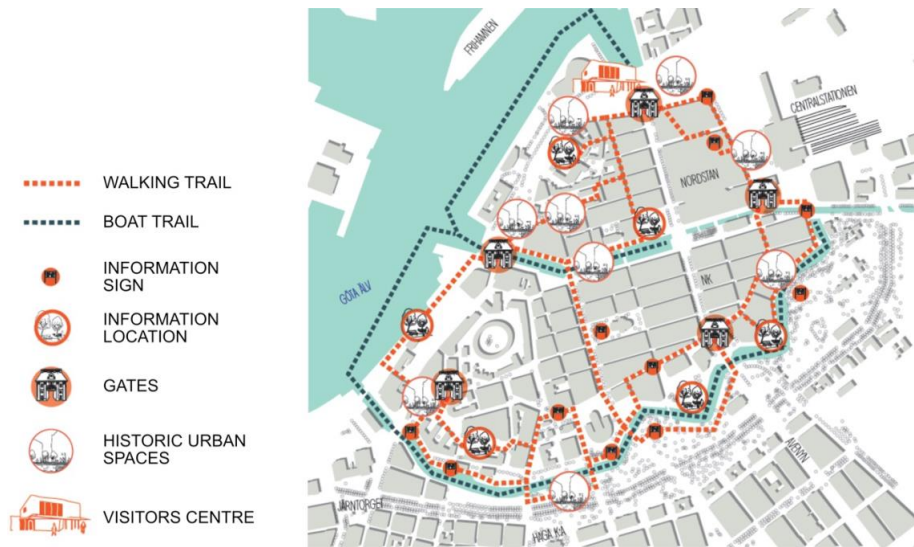 WALKING TRAIL
BOAT TRAIL
INFORMATION
SIGN
INFORMATION
LOCATION
GATES
HISTORIC URBAN
SPACES
VISITORS CENTRE
FRIHAMNEN
CENTRALSTATIONEN
NORDSTAN
GÖTA ÄLV
NK
AVENYN
JÄRNTORGET
HAGA KKA